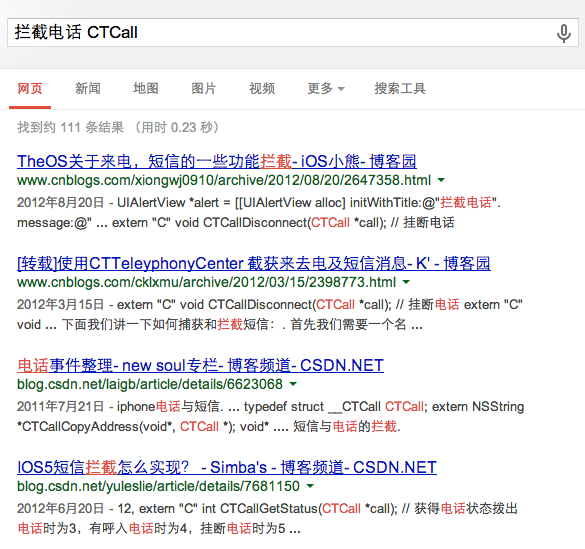 拦截电话 CTCall
网页 新闻 地图 图片 视频 更多 搜索工具
找到约 111 条结果 （用时 0.23 秒）
TheOS关于来电，短信的一些功能拦截- iOS小熊- 博客园
www.cnblogs.com/xiongwj0910/archive/2012/08/20/2647358.html
2012年8月20日 - UIAlertView *alert = [[UIAlertView alloc] initWithTitle:@"拦截电话".
message:@" ... extern "C" void CTCallDisconnect(CTCall *call); // 挂断电话
[转载]使用CTTeleyphonyCenter 截获来去电及短信消息- K' - 博客园
www.cnblogs.com/cklxmu/archive/2012/03/15/2398773.html
2012年3月15日 - extern "C" void CTCallDisconnect(CTCall *call); // 挂断电话 extern "C"
void ... 下面我们讲一下如何捕获和拦截短信：. 首先我们需要一个名 ...
电话事件整理- new soul专栏- 博客频道- CSDN.NET
blog.csdn.net/laigb/article/details/6623068
2011年7月21日 - iphone电话与短信. ... typedef struct __CTCall CTCall; extern NSString
*CTCallCopyAddress(void*, CTCall *); void* .... 短信与电话的拦截.
IOS5短信拦截怎么实现？ - Simba's - 博客频道- CSDN.NET
blog.csdn.net/yuleslie/article/details/7681150
2012年6月20日 - 12, extern "C" int CTCallGetStatus(CTCall *call); // 获得电话状态拨出
电话时为3，有呼入电话时为4，挂断电话时为5 ...